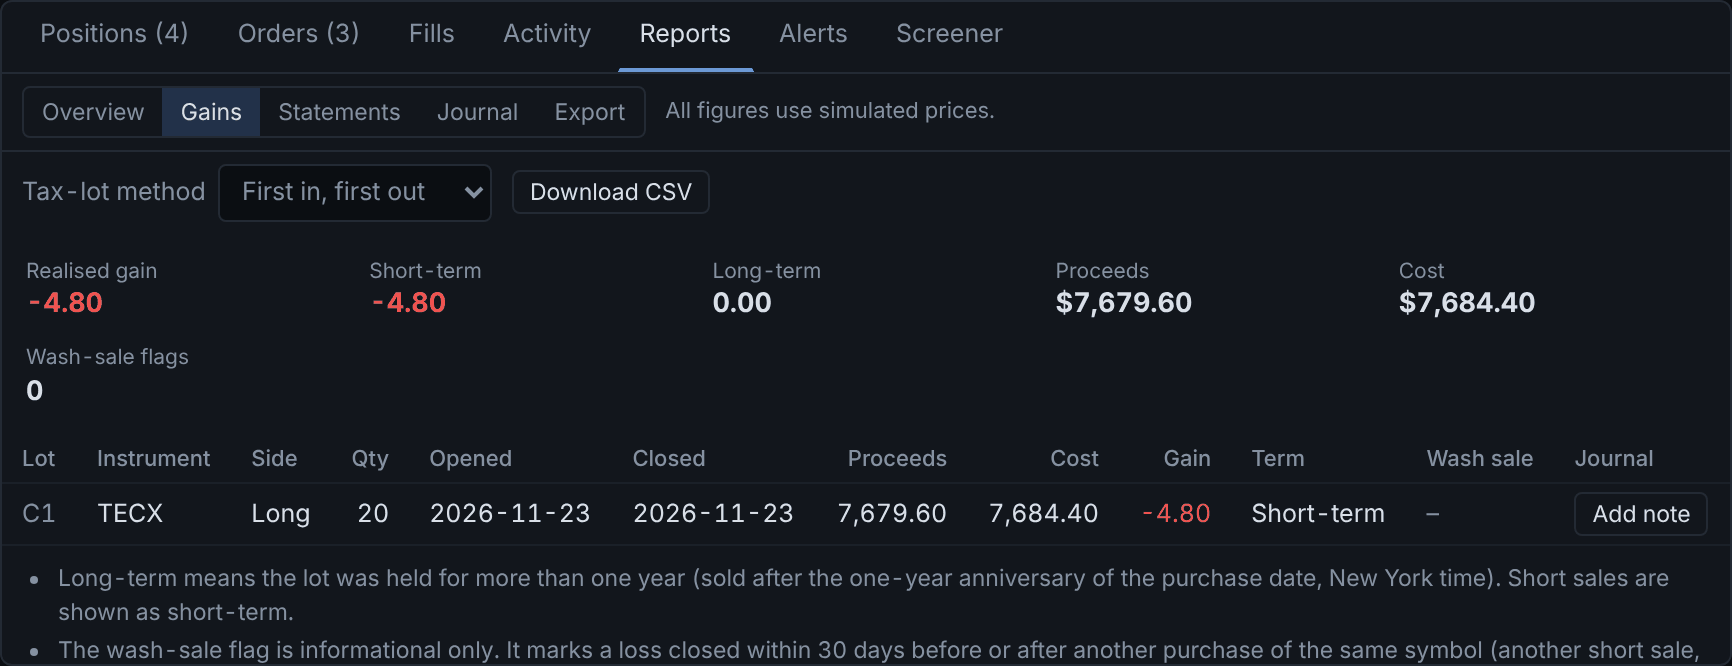 Positions (4) Orders (3) Fills Activity Reports Alerts Screener
Overview Gains Statements Journal Export All figures use simulated prices.
Tax-lot method First in, first out Download CSV
Realised gain Short-term Long-term Proceeds Cost
-4.80 -4.80 0.00 $7,679.60 $7,684.40
Wash-sale flags
0
Lot Instrument Side Qty Opened Closed Proceeds Cost Gain Term Wash sale Journal
C1 TECX Long 20 2026-11-23 2026-11-23 7,679.60 7,684.40 -4.80 Short-term – Add note
• Long-term means the lot was held for more than one year (sold after the one-year anniversary of the purchase date, New York time). Short sales are
shown as short-term.
• The wash-sale flag is informational only. It marks a loss closed within 30 days before or after another purchase of the same symbol (another short sale,